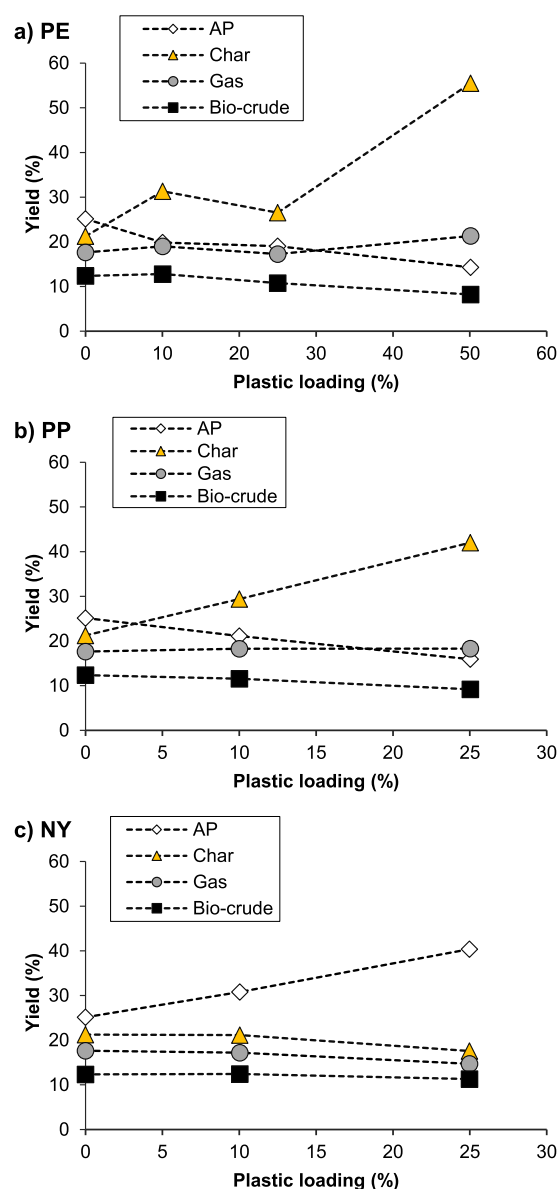 a) PE
AP
Char
Gas
Bio-crude
60
50
40
30
20
10
0
Yield (%)
0 10 20 30 40 50 60
Plastic loading (%)
b) PP
AP
Char
Gas
Bio-crude
60
50
40
30
20
10
0
Yield (%)
0 5 10 15 20 25 30
Plastic loading (%)
c) NY
AP
Char
Gas
Bio-crude
60
50
40
30
20
10
0
Yield (%)
0 5 10 15 20 25 30
Plastic loading (%)